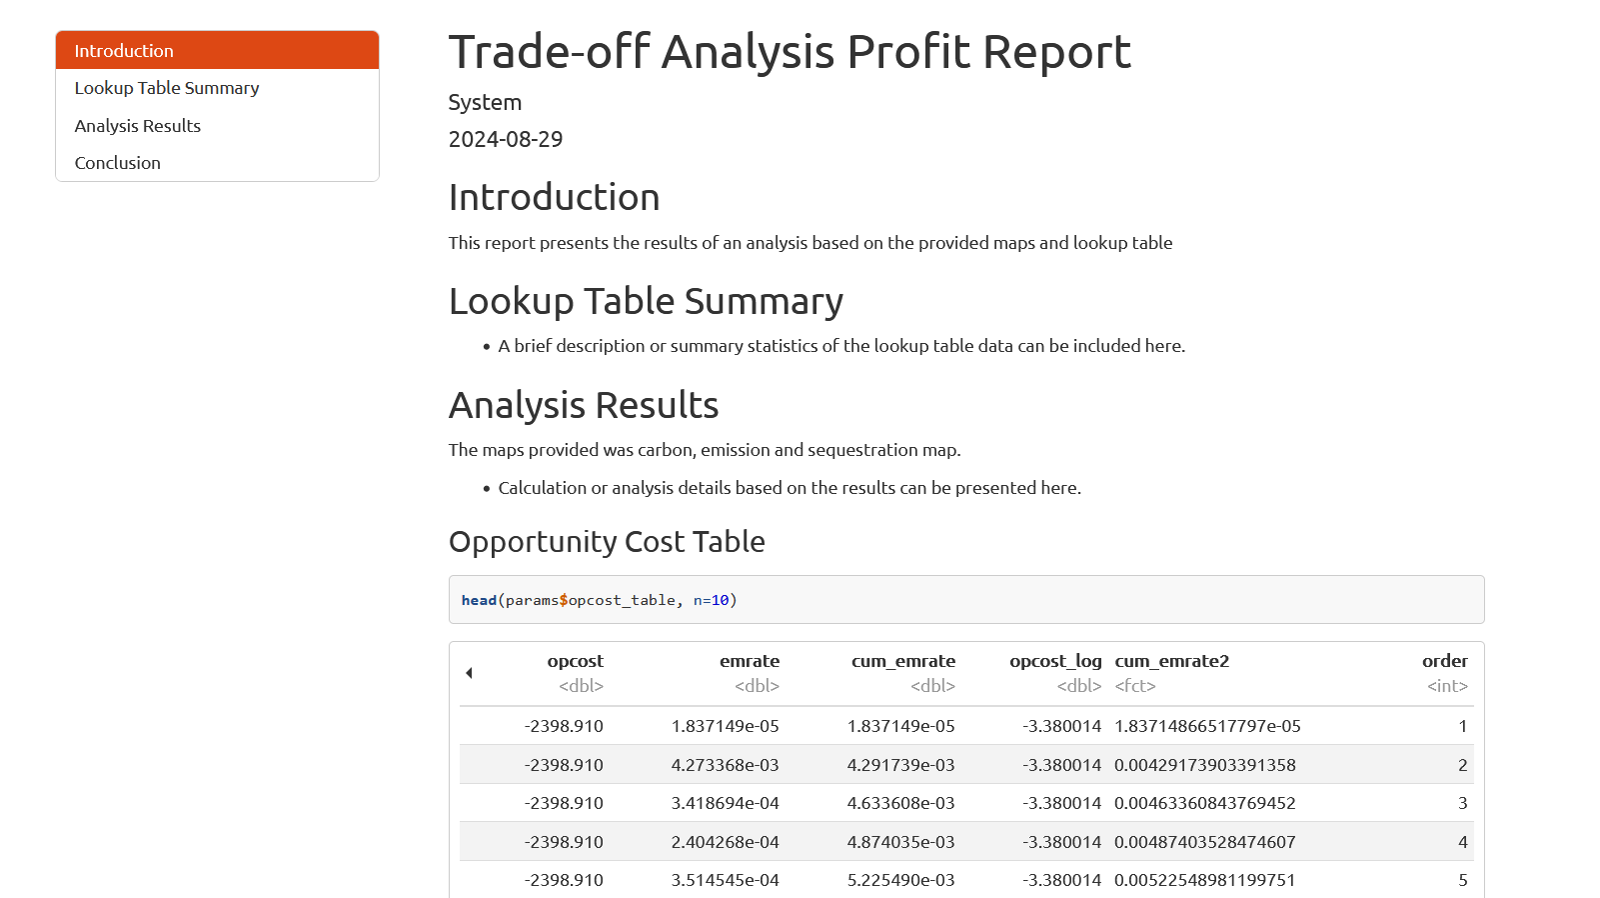 Introduction
Lookup Table Summary
Analysis Results
Conclusion
Trade-off Analysis Profit Report
System
2024-08-29
Introduction
This report presents the results of an analysis based on the provided maps and lookup table
Lookup Table Summary
• A brief description or summary statistics of the lookup table data can be included here.
Analysis Results
The maps provided was carbon, emission and sequestration map.
• Calculation or analysis details based on the results can be presented here.
Opportunity Cost Table
head(params$opcost_table, n=10)
opcost emrate cum_emrate opcost_log cum_emrate2 order
<dbl> <dbl> <dbl> <dbl> <fct> <int>
-2398.910 1.837149e-05 1.837149e-05 -3.380014 1.83714866517797e-05 1
-2398.910 4.273368e-03 4.291739e-03 -3.380014 0.00429173903391358 2
-2398.910 3.418694e-04 4.633608e-03 -3.380014 0.00463360843769452 3
-2398.910 2.404268e-04 4.874035e-03 -3.380014 0.00487403528474607 4
-2398.910 3.514545e-04 5.225490e-03 -3.380014 0.00522548981199751 5